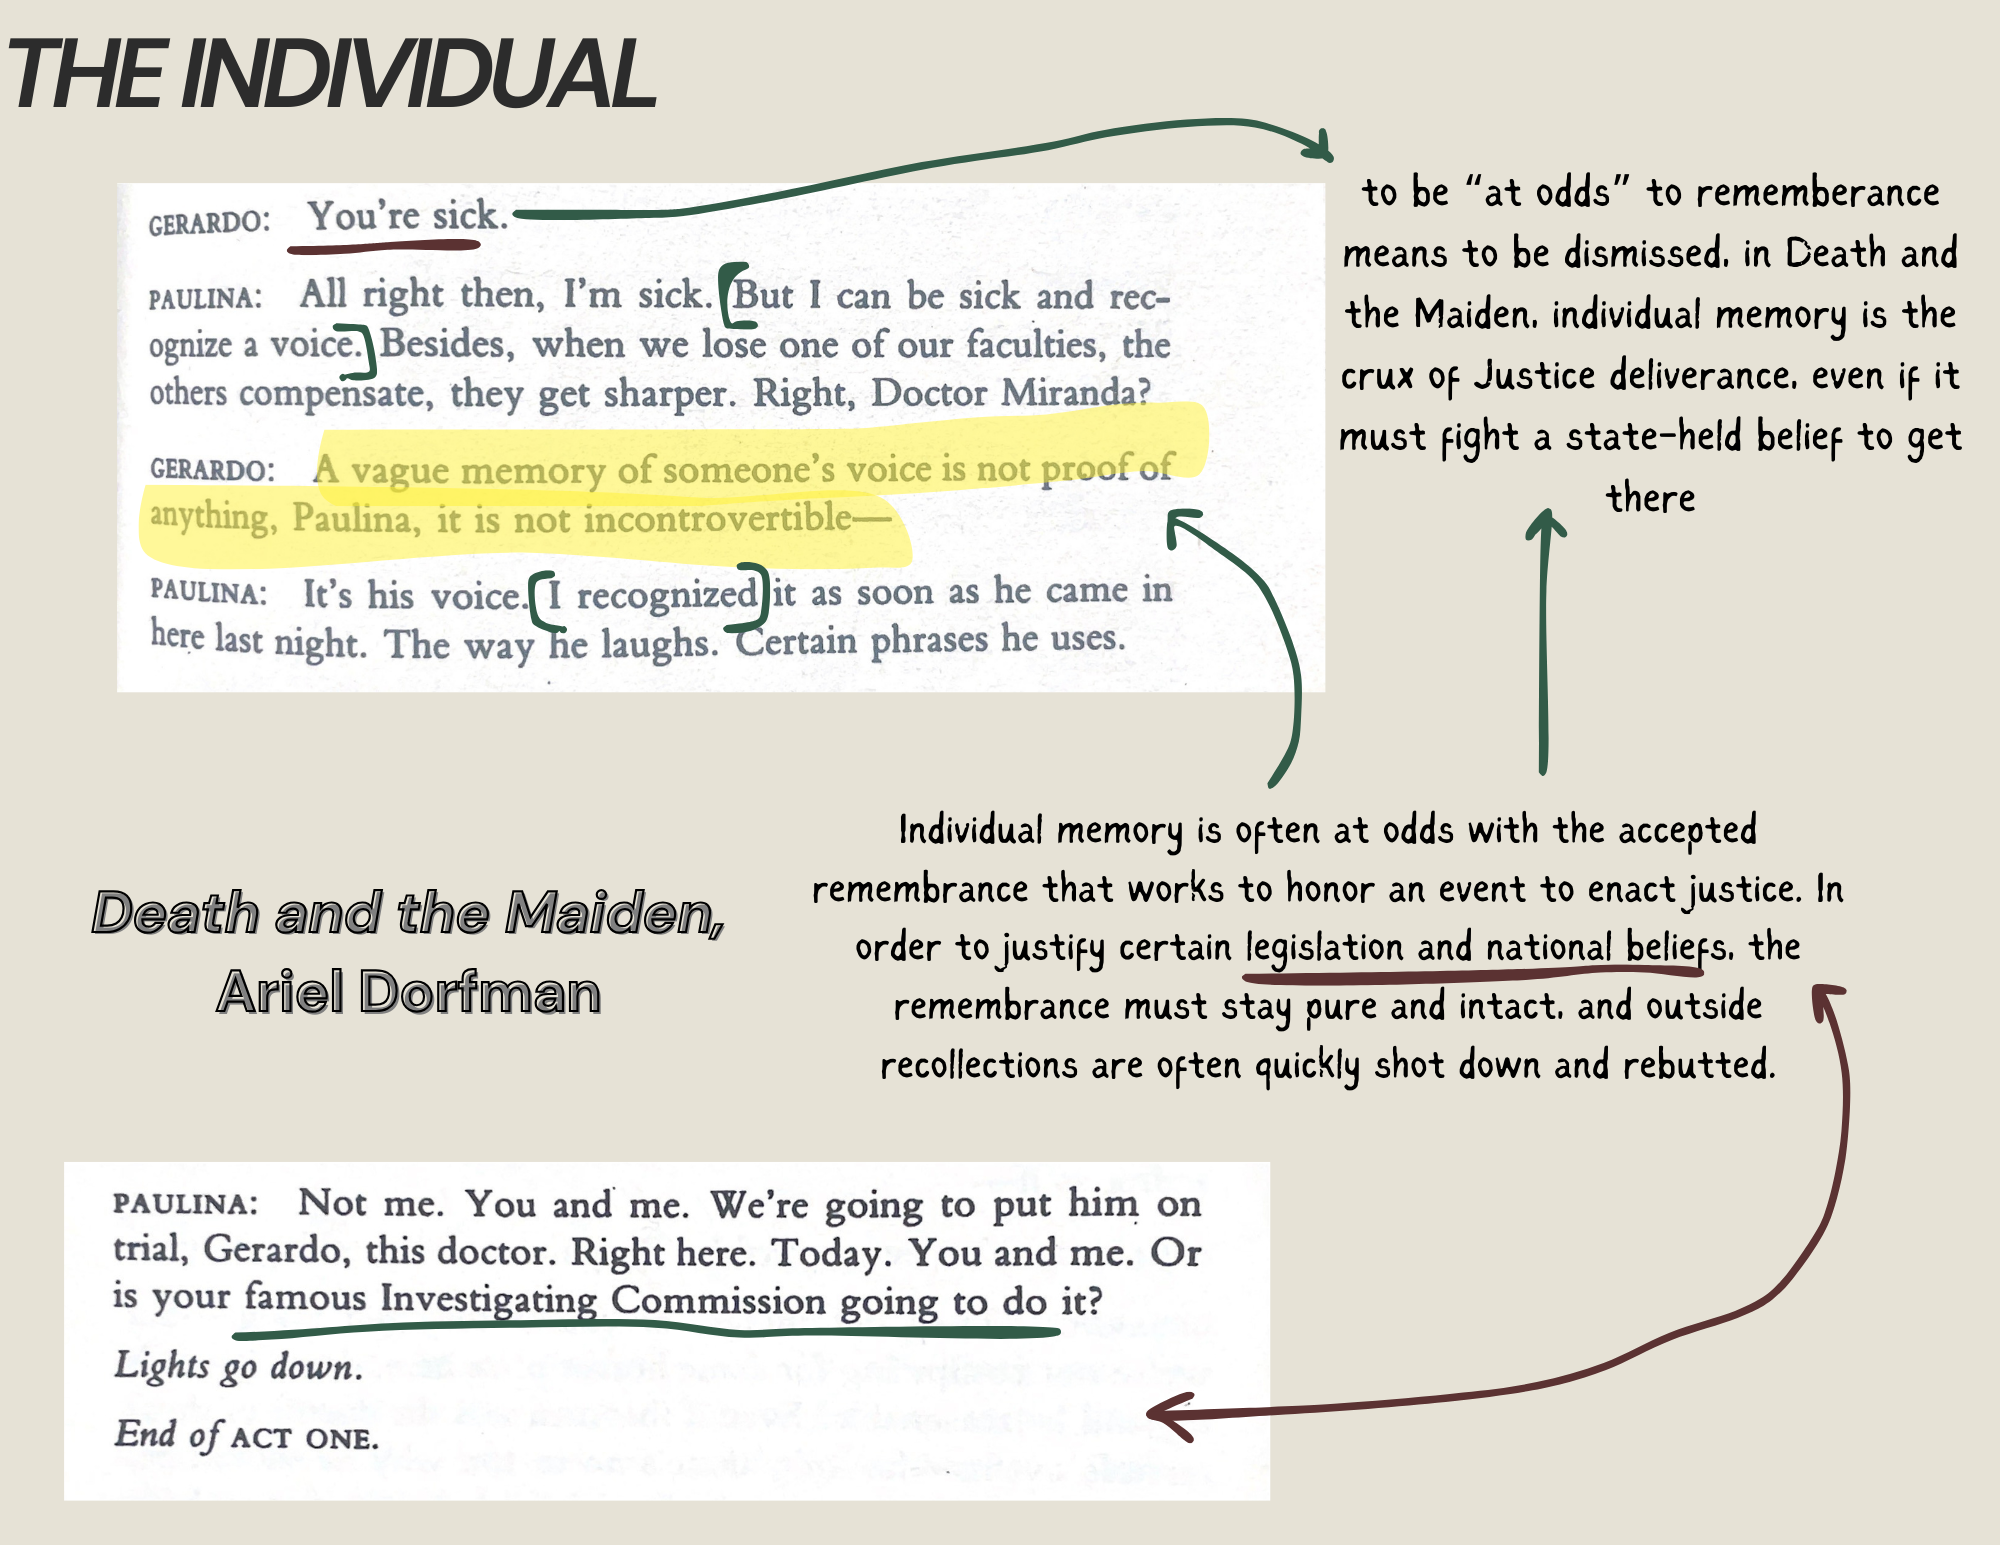 THE INDIVIDUAL
GERARDO: You're sick.
PAULINA: All right then, I'm sick. But I can be sick and rec-
ognize a voice. Besides, when we lose one of our faculties, the
others compensate, they get sharper. Right, Doctor Miranda?
GERARDO: A vague memory of someone's voice is not proof of
anything, Paulina, it is not incontrovertible—
PAULINA: It's his voice. I recognized it as soon as he came in
here last night. The way he laughs. Certain phrases he uses.
to be "at odds" to rememberance
means to be dismissed. in Death and
the Maiden, individual memory is the
crux of Justice deliverance, even if it
must fight a state-held belief to get
there
Individual memory is often at odds with the accepted
remembrance that works to honor an event to enact justice. In
order to justify certain legislation and national beliefs, the
remembrance must stay pure and intact, and outside
recollections are often quickly shot down and rebutted.
Death and the Maiden,
Ariel Dorfman
PAULINA: Not me. You and me. We're going to put him on
trial, Gerardo, this doctor. Right here. Today. You and me. Or
is your famous Investigating Commission going to do it?
Lights go down.
End of ACT ONE.